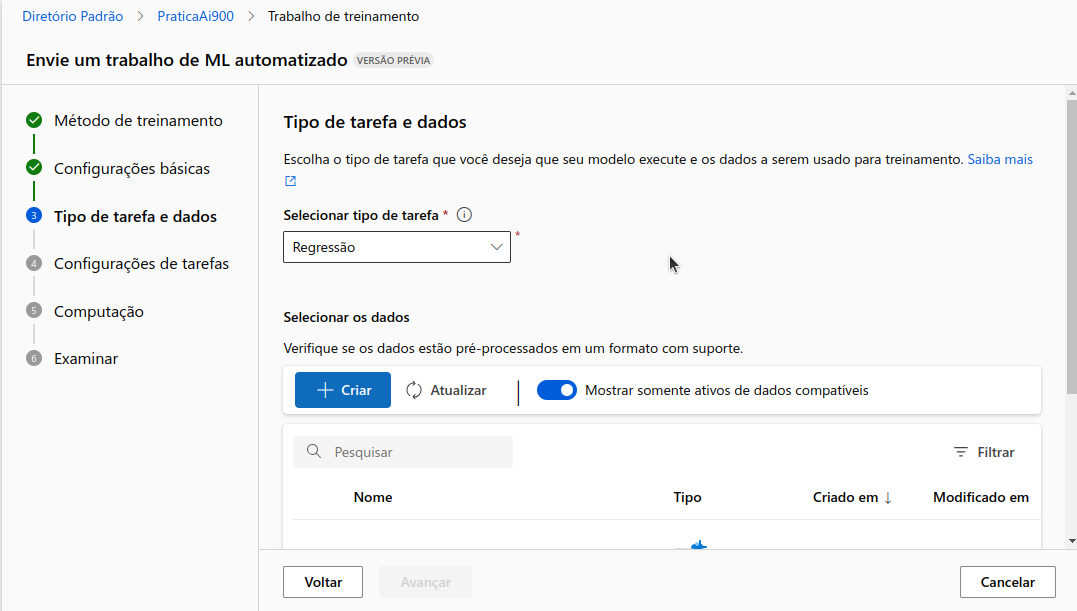 Diretório Padrão > PraticaAi900 > Trabalho de treinamento
Envie um trabalho de ML automatizado VERSÃO PRÉVIA
Método de treinamento
Configurações básicas
3 Tipo de tarefa e dados
4 Configurações de tarefas
5 Computação
6 Examinar
Tipo de tarefa e dados
Escolha o tipo de tarefa que você deseja que seu modelo execute e os dados a serem usado para treinamento. Saiba mais
Selecionar tipo de tarefa *
Regressão *
Selecionar os dados
Verifique se os dados estão pré-processados em um formato com suporte.
+ Criar Atualizar | Mostrar somente ativos de dados compatíveis
Pesquisar Filtrar
Nome Tipo Criado em ↓ Modificado em
Voltar Avançar Cancelar